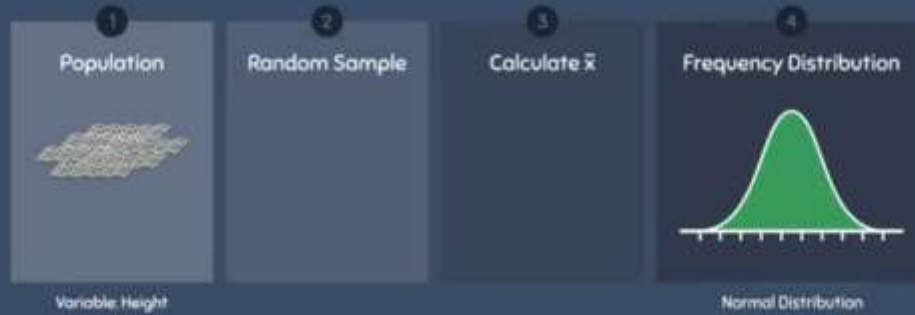 1
Population
Variable: Height
2
Random Sample
3
Calculate x̄
4
Frequency Distribution
Normal Distribution